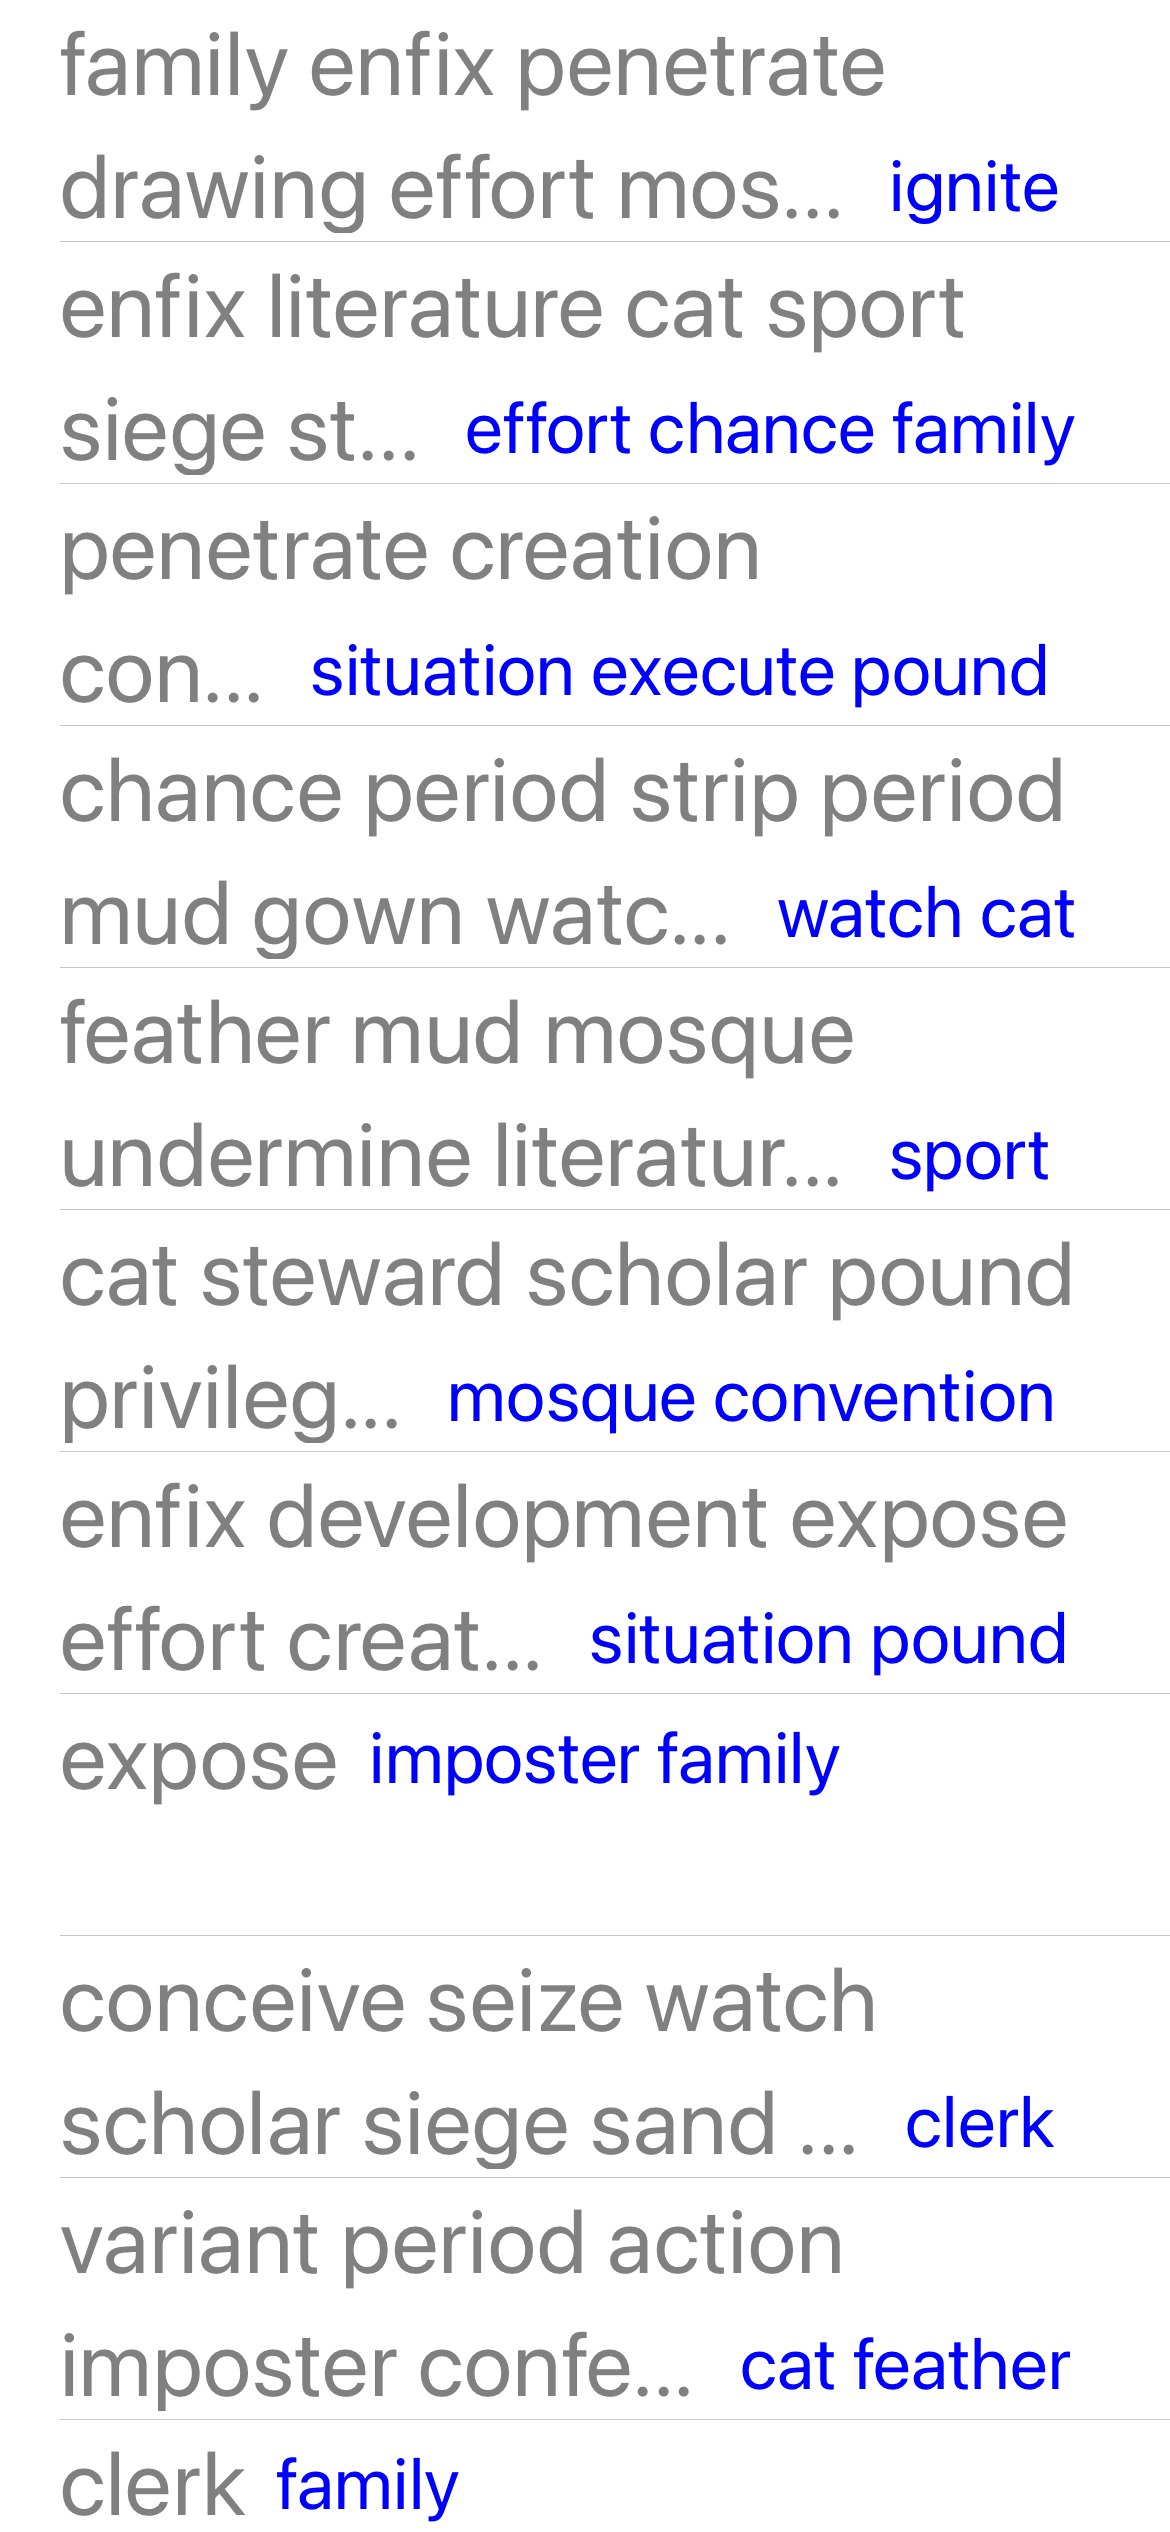 family enfix penetrate
drawing effort mos... ignite
enfix literature cat sport
siege st... effort chance family
penetrate creation
con... situation execute pound
chance period strip period
mud gown watc... watch cat
feather mud mosque
undermine literatur... sport
cat steward scholar pound
privileg... mosque convention
enfix development expose
effort creat... situation pound
expose imposter family
conceive seize watch
scholar siege sand ... clerk
variant period action
imposter confe... cat feather
clerk family